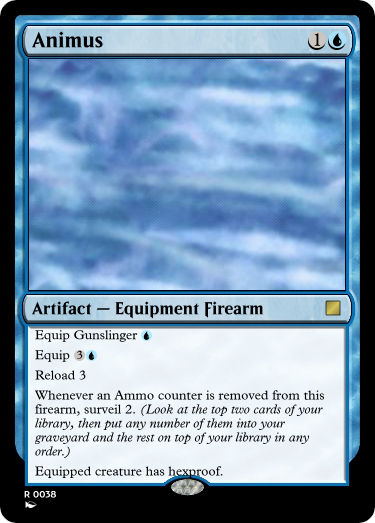 Animus 1
Artifact — Equipment Firearm
Equip Gunslinger
Equip 3
Reload 3
Whenever an Ammo counter is removed from this
firearm, surveil 2. (Look at the top two cards of your
library, then put any number of them into your
graveyard and the rest on top of your library in any
order.)
Equipped creature has hexproof.
R 0038